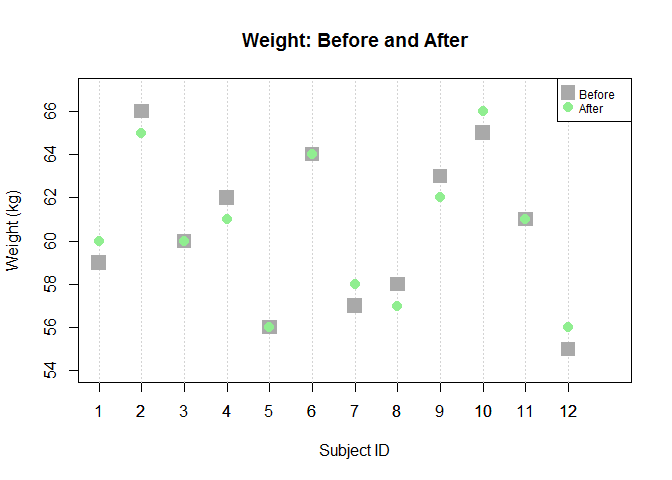 Weight: Before and After
Before
After
66
64
62
60
58
56
54
Weight (kg)
1 2 3 4 5 6 7 8 9 10 11 12
Subject ID